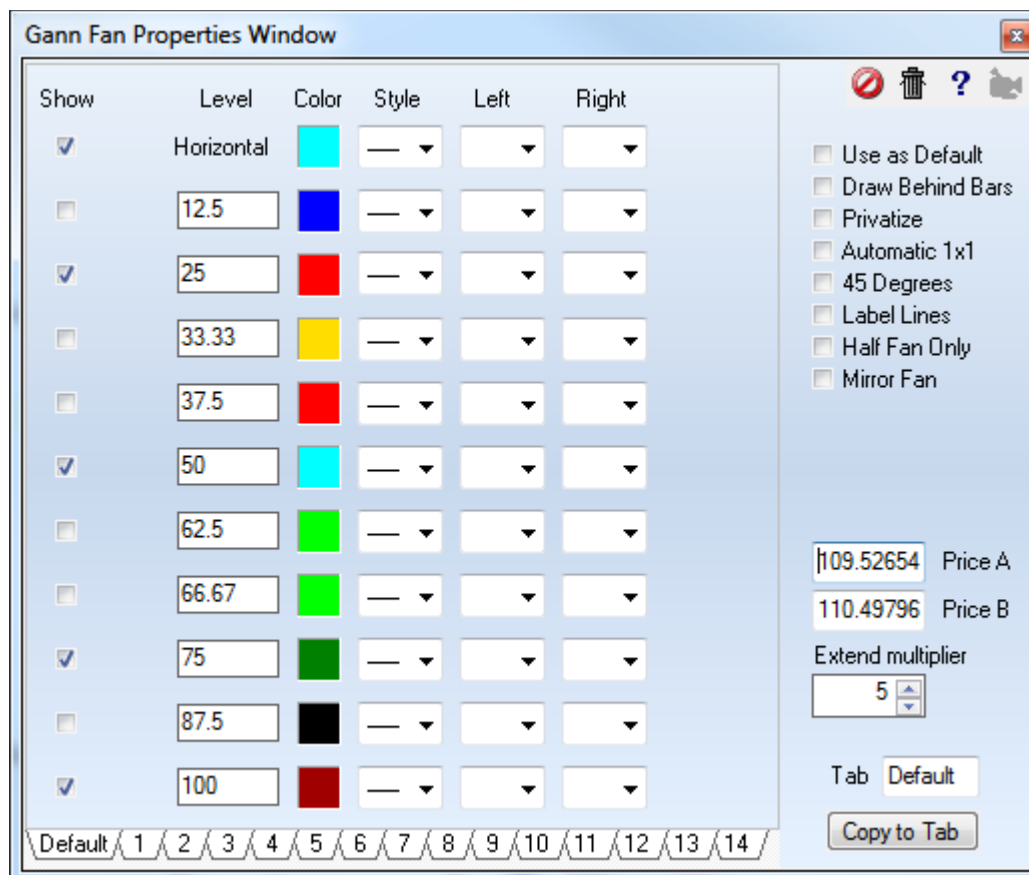 Gann Fan Properties Window
Show Level Color Style Left Right
Horizontal
12.5
25
33.33
37.5
50
62.5
66.67
75
87.5
100
Default 1 2 3 4 5 6 7 8 9 10 11 12 13 14
?
Use as Default
Draw Behind Bars
Privatize
Automatic 1x1
45 Degrees
Label Lines
Half Fan Only
Mirror Fan
109.52654 Price A
110.49796 Price B
Extend multiplier
5
Tab Default
Copy to Tab